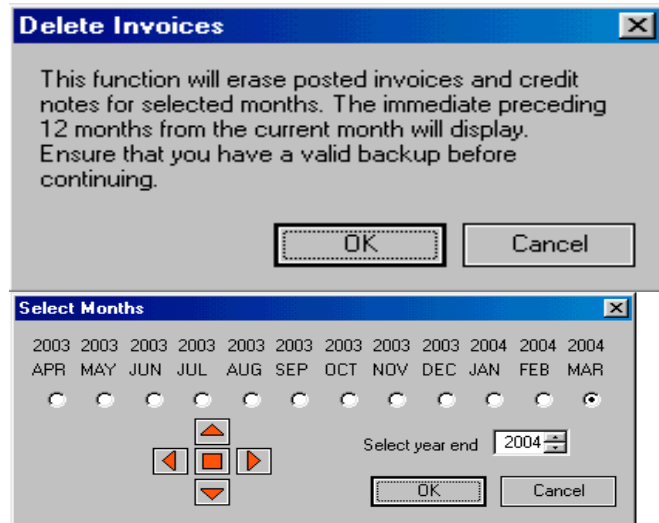 Delete Invoices
This function will erase posted invoices and credit
notes for selected months. The immediate preceding
12 months from the current month will display.
Ensure that you have a valid backup before
continuing.
OK Cancel
Select Months
2003 2003 2003 2003 2003 2003 2003 2003 2003 2004 2004 2004
APR MAY JUN JUL AUG SEP OCT NOV DEC JAN FEB MAR
Select year end 2004
OK Cancel